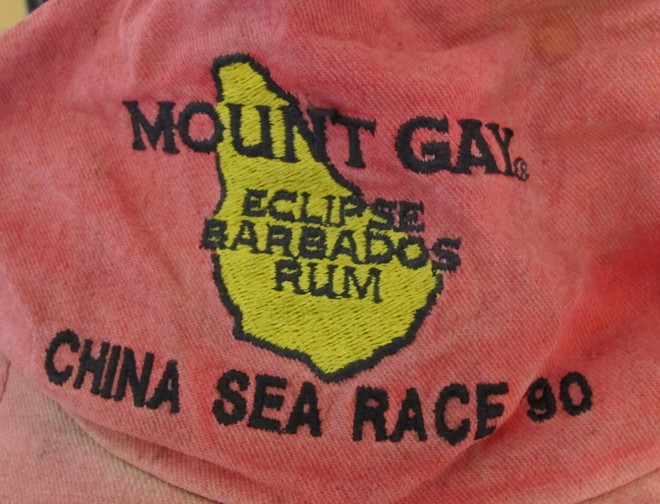 MOUNT GAY®
ECLIPSE
BARBADOS
RUM
CHINA SEA RACE 90